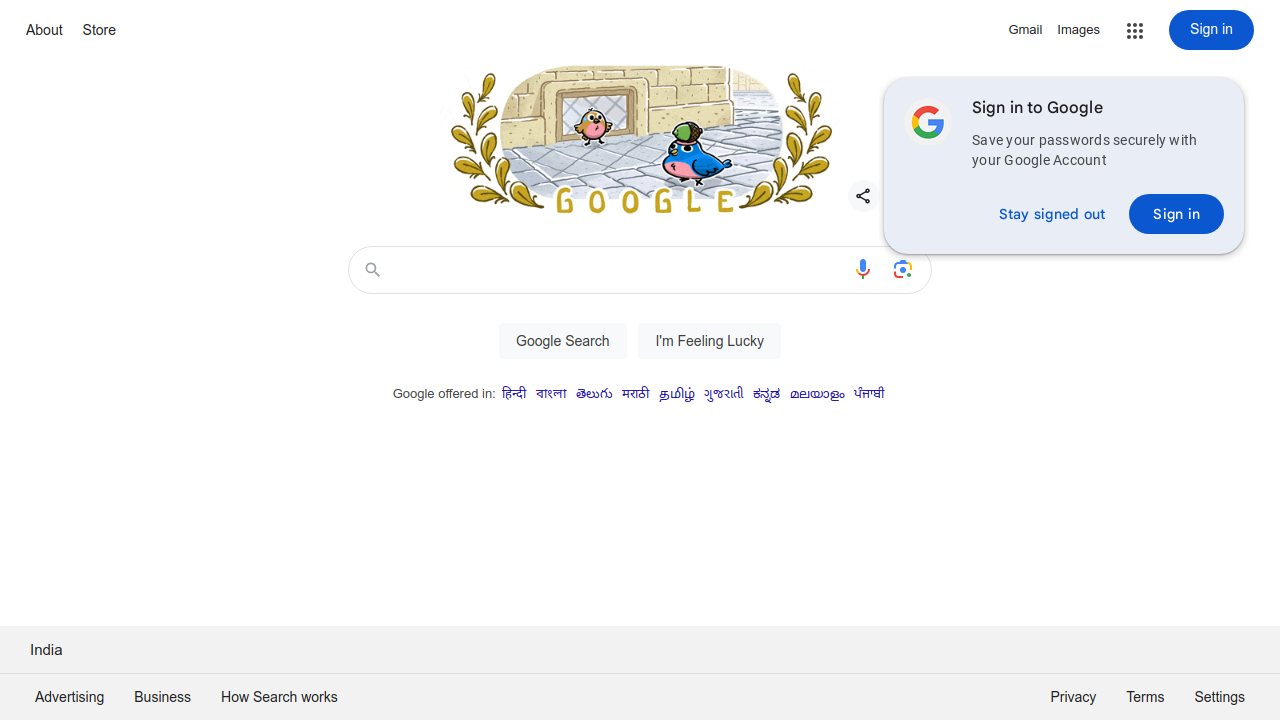 About Store
Gmail Images
Sign in
Sign in to Google
Save your passwords securely with
your Google Account
Stay signed out
Sign in
GOOGLE
Google Search
I'm Feeling Lucky
Google offered in: हिन्दी বাংলা తెలుగు मराठी தமிழ் ગુજરાતી ಕನ್ನಡ മലയാളം ਪੰਜਾਬੀ
India
Advertising Business How Search works
Privacy Terms Settings